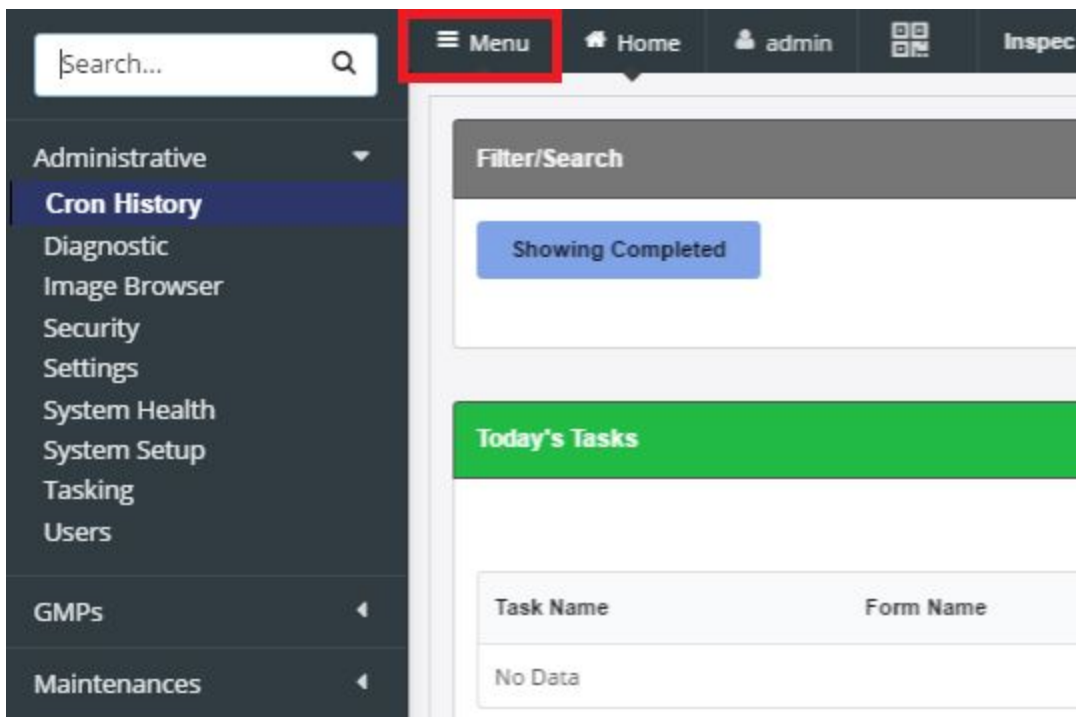 Search...
Menu Home admin Inspec
Administrative
Cron History
Diagnostic
Image Browser
Security
Settings
System Health
System Setup
Tasking
Users
GMPs
Maintenances
Filter/Search
Showing Completed
Today's Tasks
Task Name Form Name
No Data